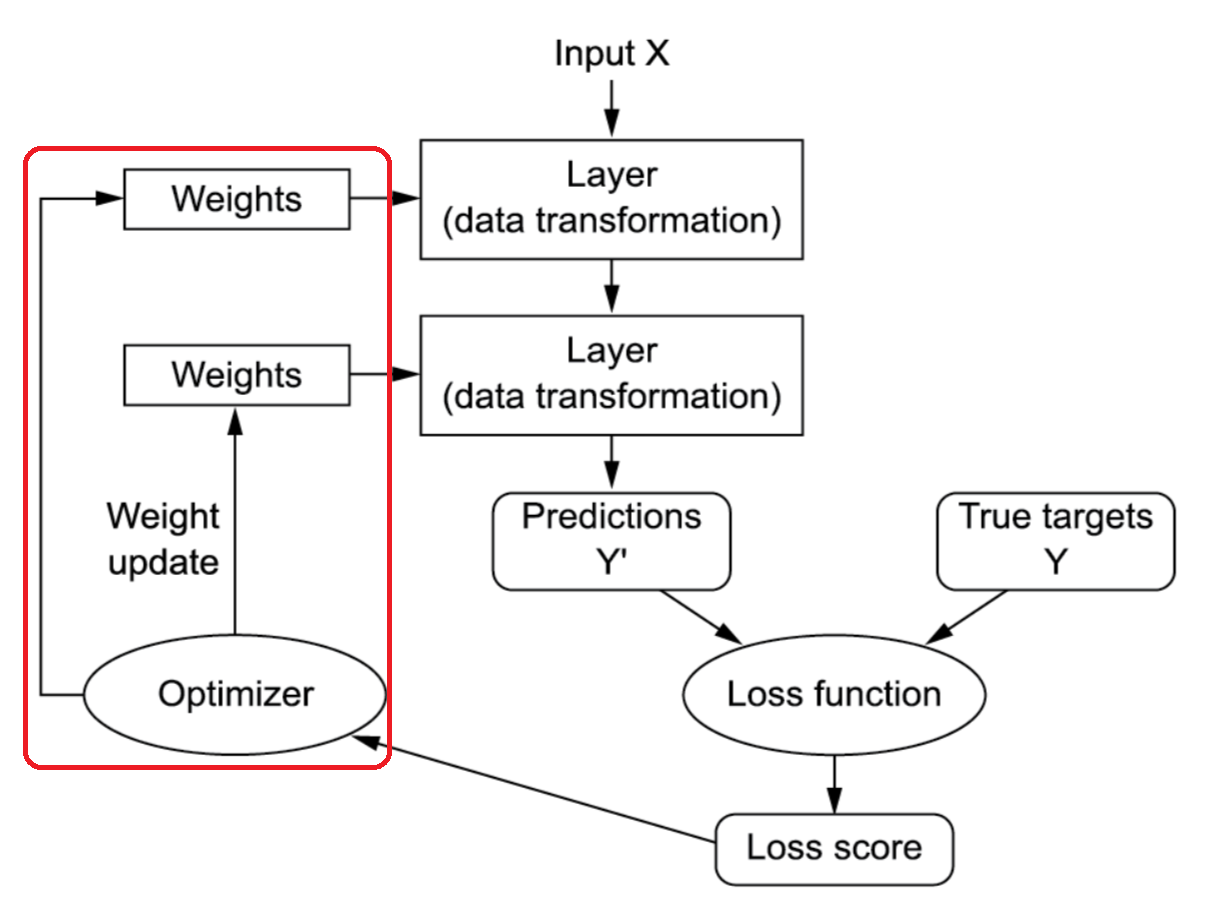 Input X
Weights
Layer
(data transformation)
Weights
Layer
(data transformation)
Weight
update
Predictions
Y'
True targets
Y
Optimizer
Loss function
Loss score